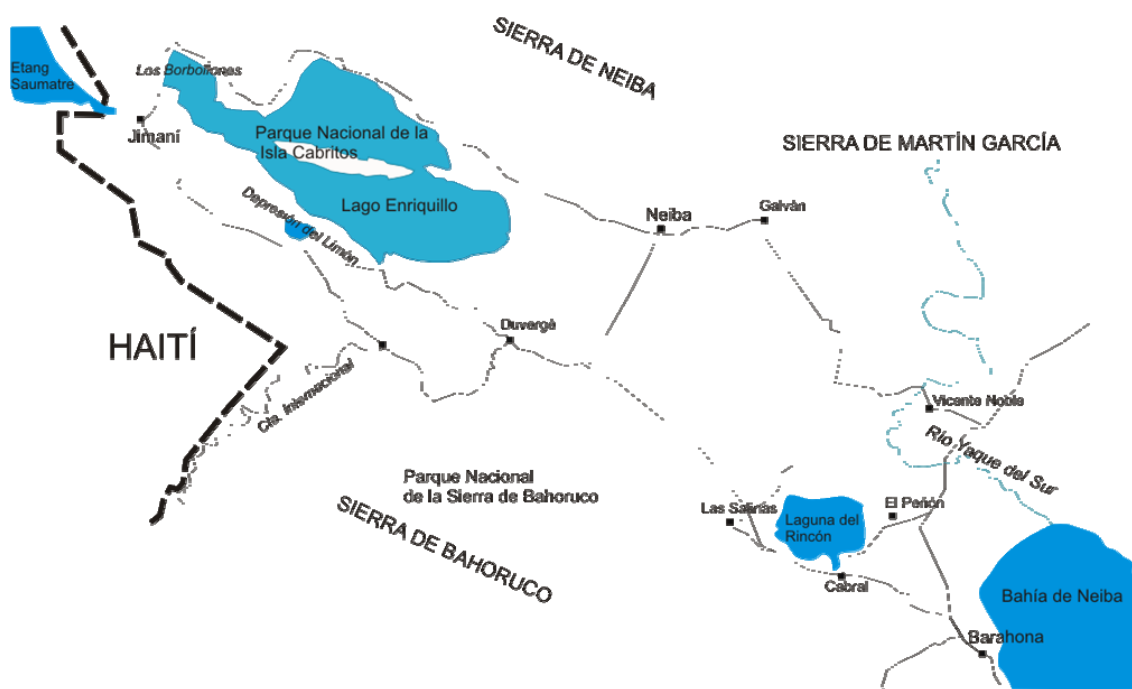 SIERRA DE NEIBA
Etang
Saumatre
Los Borbollones
Jimaní
Parque Nacional de la
Isla Cabritos
SIERRA DE MARTÍN GARCÍA
Lago Enriquillo
Depresión del Limón
Neiba
Galván
HAITÍ
Duvergé
Cta. Internacional
Vicente Noble
Río Yaque del Sur
Parque Nacional
de la Sierra de Bahoruco
SIERRA DE BAHORUCO
Las Salinas
Laguna del
Rincón
El Peñón
Cabral
Bahía de Neiba
Barahona